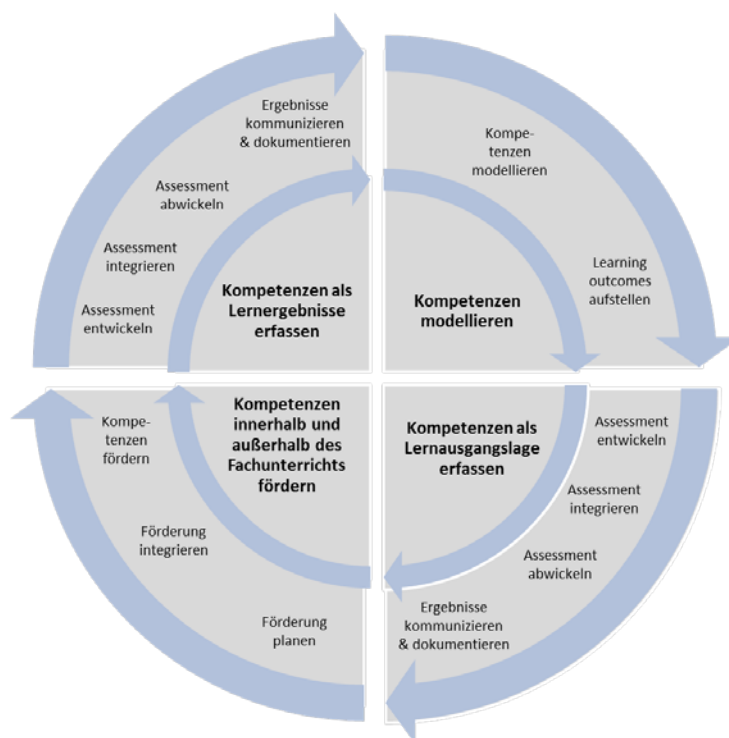 Ergebnisse
kommunizieren
& dokumentieren
Assessment
abwickeln
Assessment
integrieren
Assessment
entwickeln
Kompetenzen als
Lernergebnisse
erfassen
Kompe-
tenzen
modellieren
Learning
outcomes
aufstellen
Kompetenzen
modellieren
Kompetenzen als
Lernausgangslage
erfassen
Assessment
entwickeln
Assessment
integrieren
Assessment
abwickeln
Ergebnisse
kommunizieren
& dokumentieren
Kompetenzen
innerhalb und
außerhalb des
Fachunterrichts
fördern
Kompe-
tenzen
fördern
Förderung
integrieren
Förderung
planen